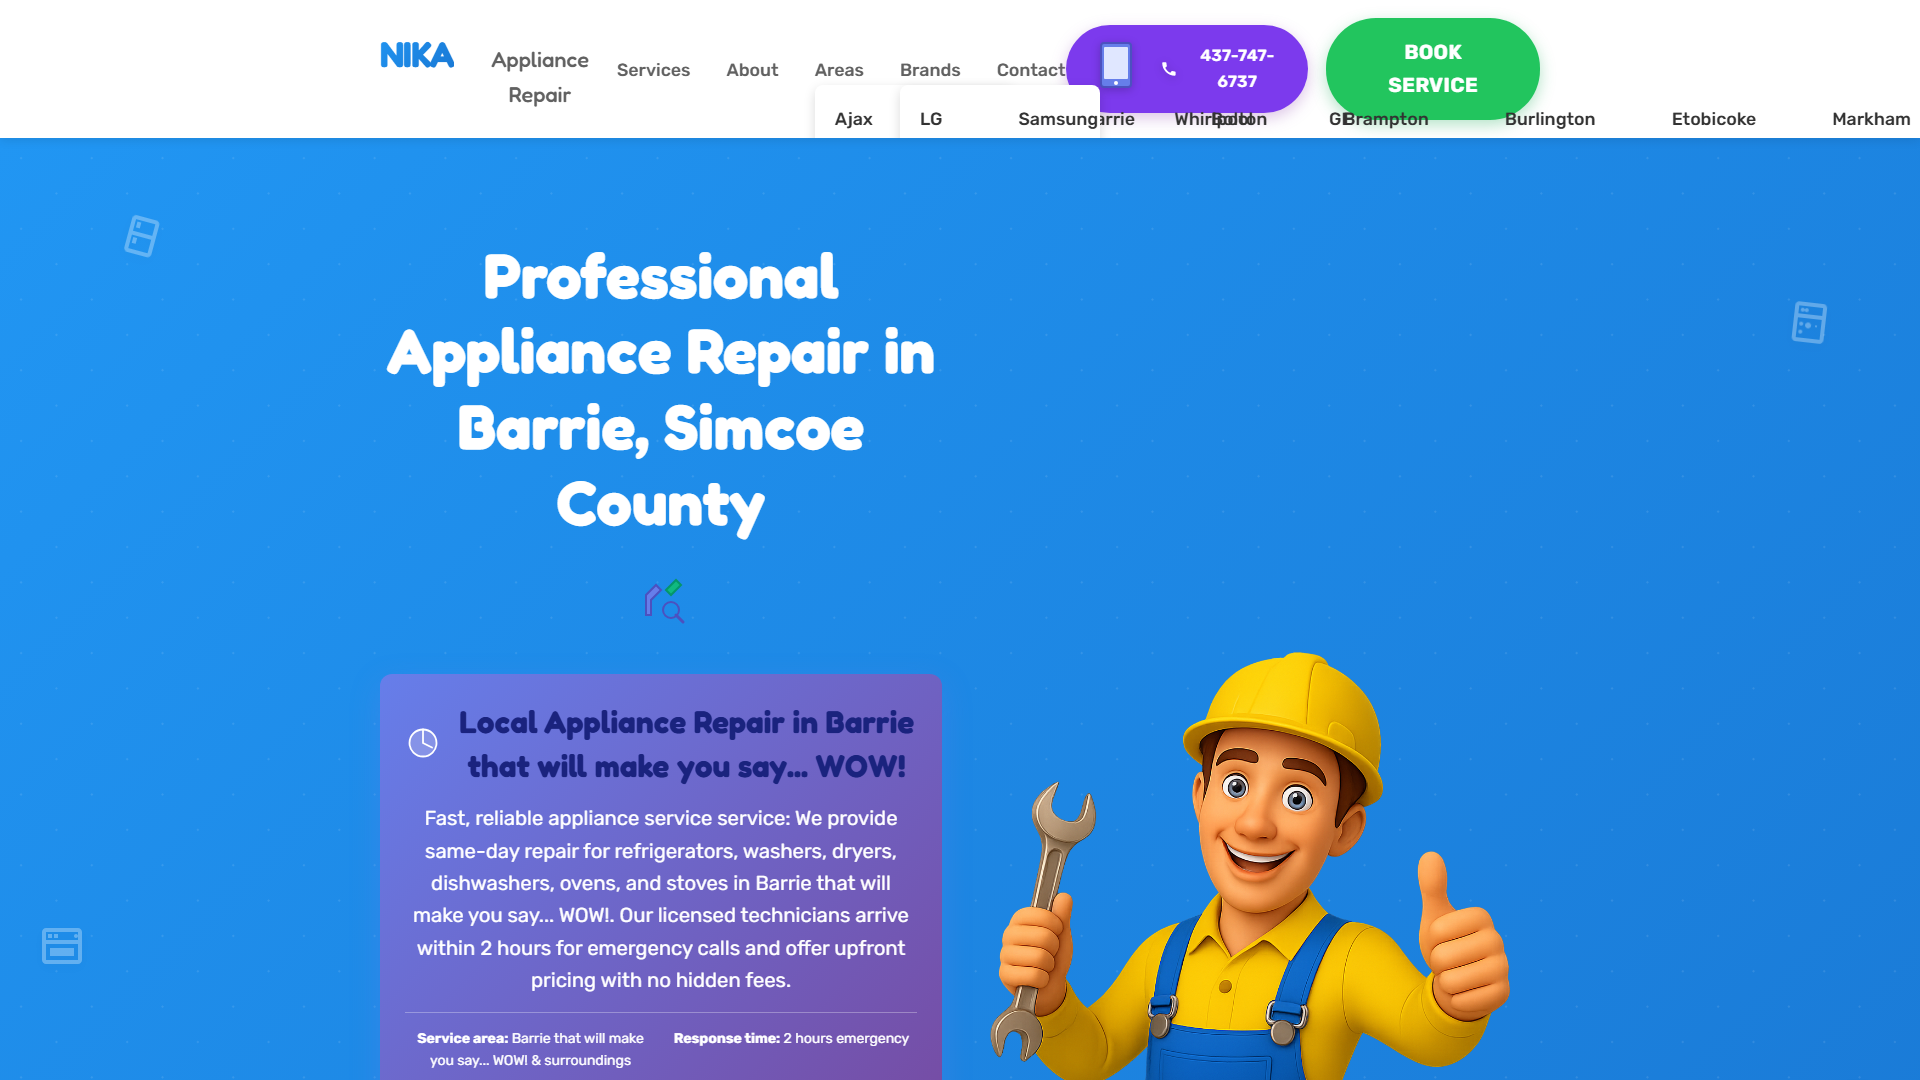 NIKA
Appliance
Repair
Services
About
Areas
Brands
Contact
437-747-
6737
BOOK
SERVICE
Ajax
LG
Samsung
Whirlpool
Bolton
GE
Brampton
Burlington
Etobicoke
Markham
Professional
Appliance Repair in
Barrie, Simcoe
County
Local Appliance Repair in Barrie
that will make you say... WOW!
Fast, reliable appliance service service: We provide
same-day repair for refrigerators, washers, dryers,
dishwashers, ovens, and stoves in Barrie that will
make you say... WOW!. Our licensed technicians arrive
within 2 hours for emergency calls and offer upfront
pricing with no hidden fees.
Service area: Barrie that will make
you say... WOW! & surroundings
Response time: 2 hours emergency